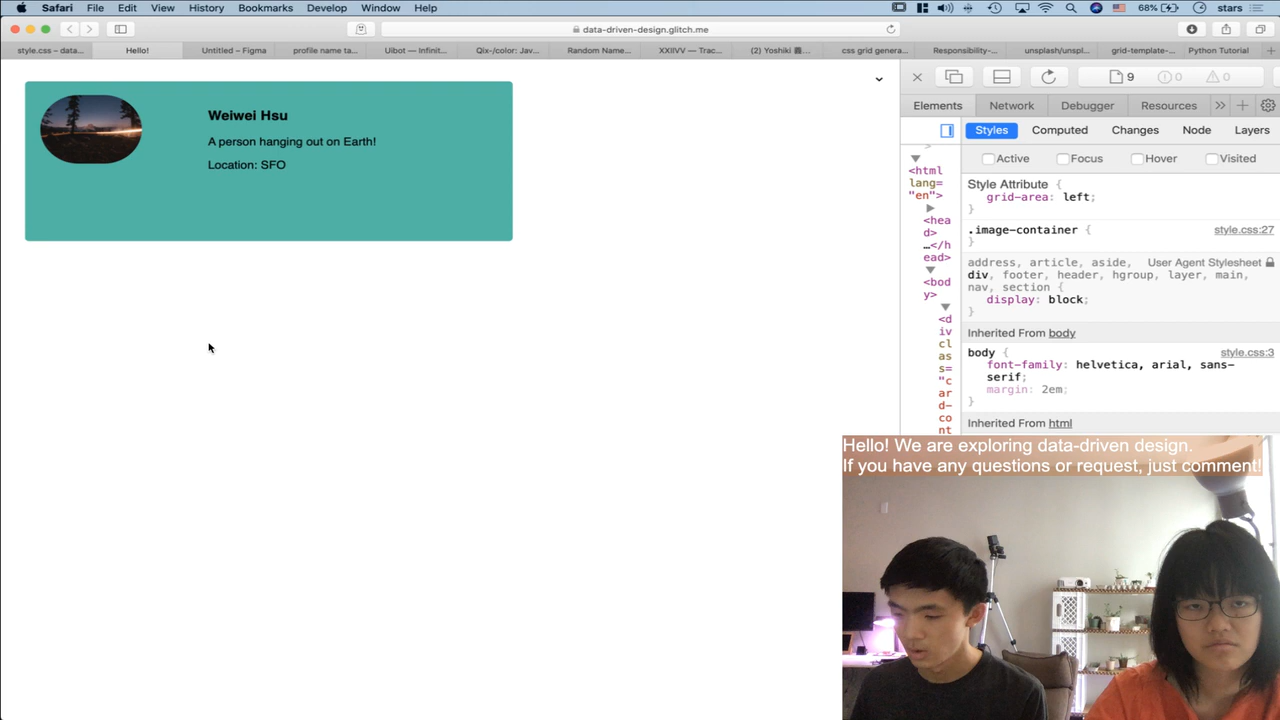 Safari File Edit View History Bookmarks Develop Window Help 68% stars
data-driven-design.glitch.me
style.css – data... Hello! Untitled – Figma profile name ta... Uibot — Infinit... Qix-/color: Jav... Random Name... XXIIVV — Trac... (2) Yoshiki css grid genera... Responsibility-... unsplash/unspl... grid-template-... Python Tutorial
9 0 0
Elements Network Debugger Resources
Styles Computed Changes Node Layers
Active Focus Hover Visited
Weiwei Hsu
A person hanging out on Earth!
Location: SFO
<html
lang=
"en">
<hea
d>
…</h
ead>
<bod
y>
<d
iv
cl
as
s=
"c
ard-
co
nt
Style Attribute {
grid-area: left;
}
.image-container { style.css:27
}
address, article, aside, User Agent Stylesheet
div, footer, header, hgroup, layer, main,
nav, section {
display: block;
}
Inherited From body
body { style.css:3
font-family: helvetica, arial, sans-
serif;
margin: 2em;
}
Inherited From html
Hello! We are exploring data-driven design.
If you have any questions or request, just comment!